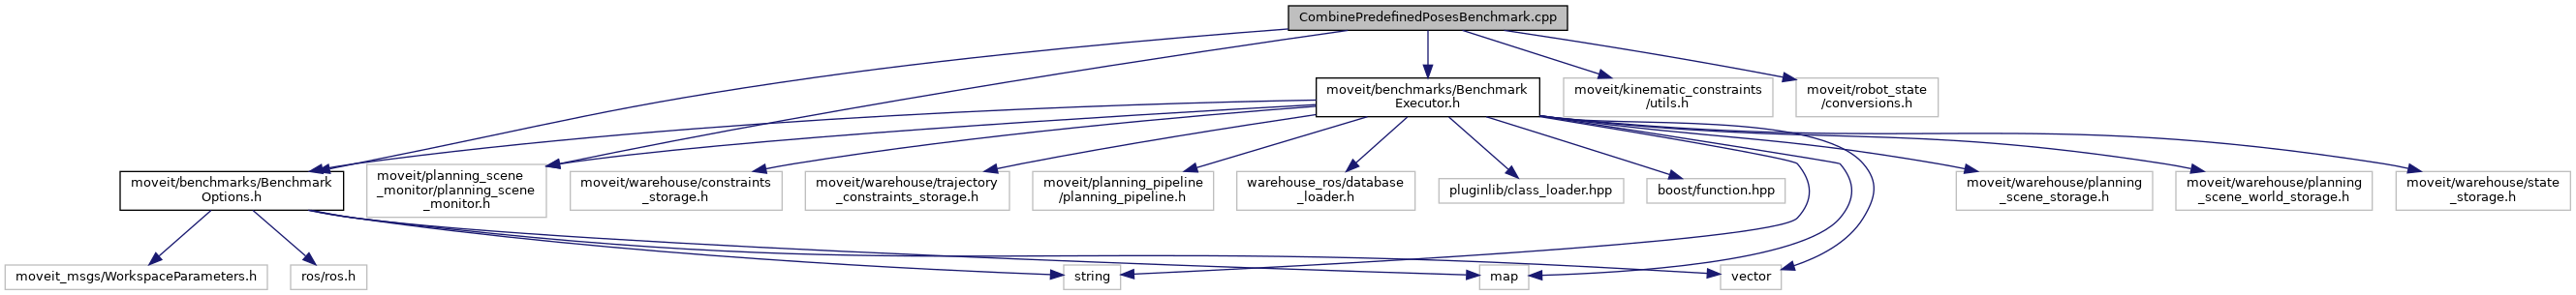 CombinePredefinedPosesBenchmark.cpp
moveit/benchmarks/Benchmark
Executor.h
moveit/kinematic_constraints
/utils.h
moveit/robot_state
/conversions.h
moveit/benchmarks/Benchmark
Options.h
moveit/planning_scene
_monitor/planning_scene
_monitor.h
moveit/warehouse/constraints
_storage.h
moveit/warehouse/trajectory
_constraints_storage.h
moveit/planning_pipeline
/planning_pipeline.h
warehouse_ros/database
_loader.h
pluginlib/class_loader.hpp
boost/function.hpp
moveit/warehouse/planning
_scene_storage.h
moveit/warehouse/planning
_scene_world_storage.h
moveit/warehouse/state
_storage.h
moveit_msgs/WorkspaceParameters.h
ros/ros.h
string
map
vector